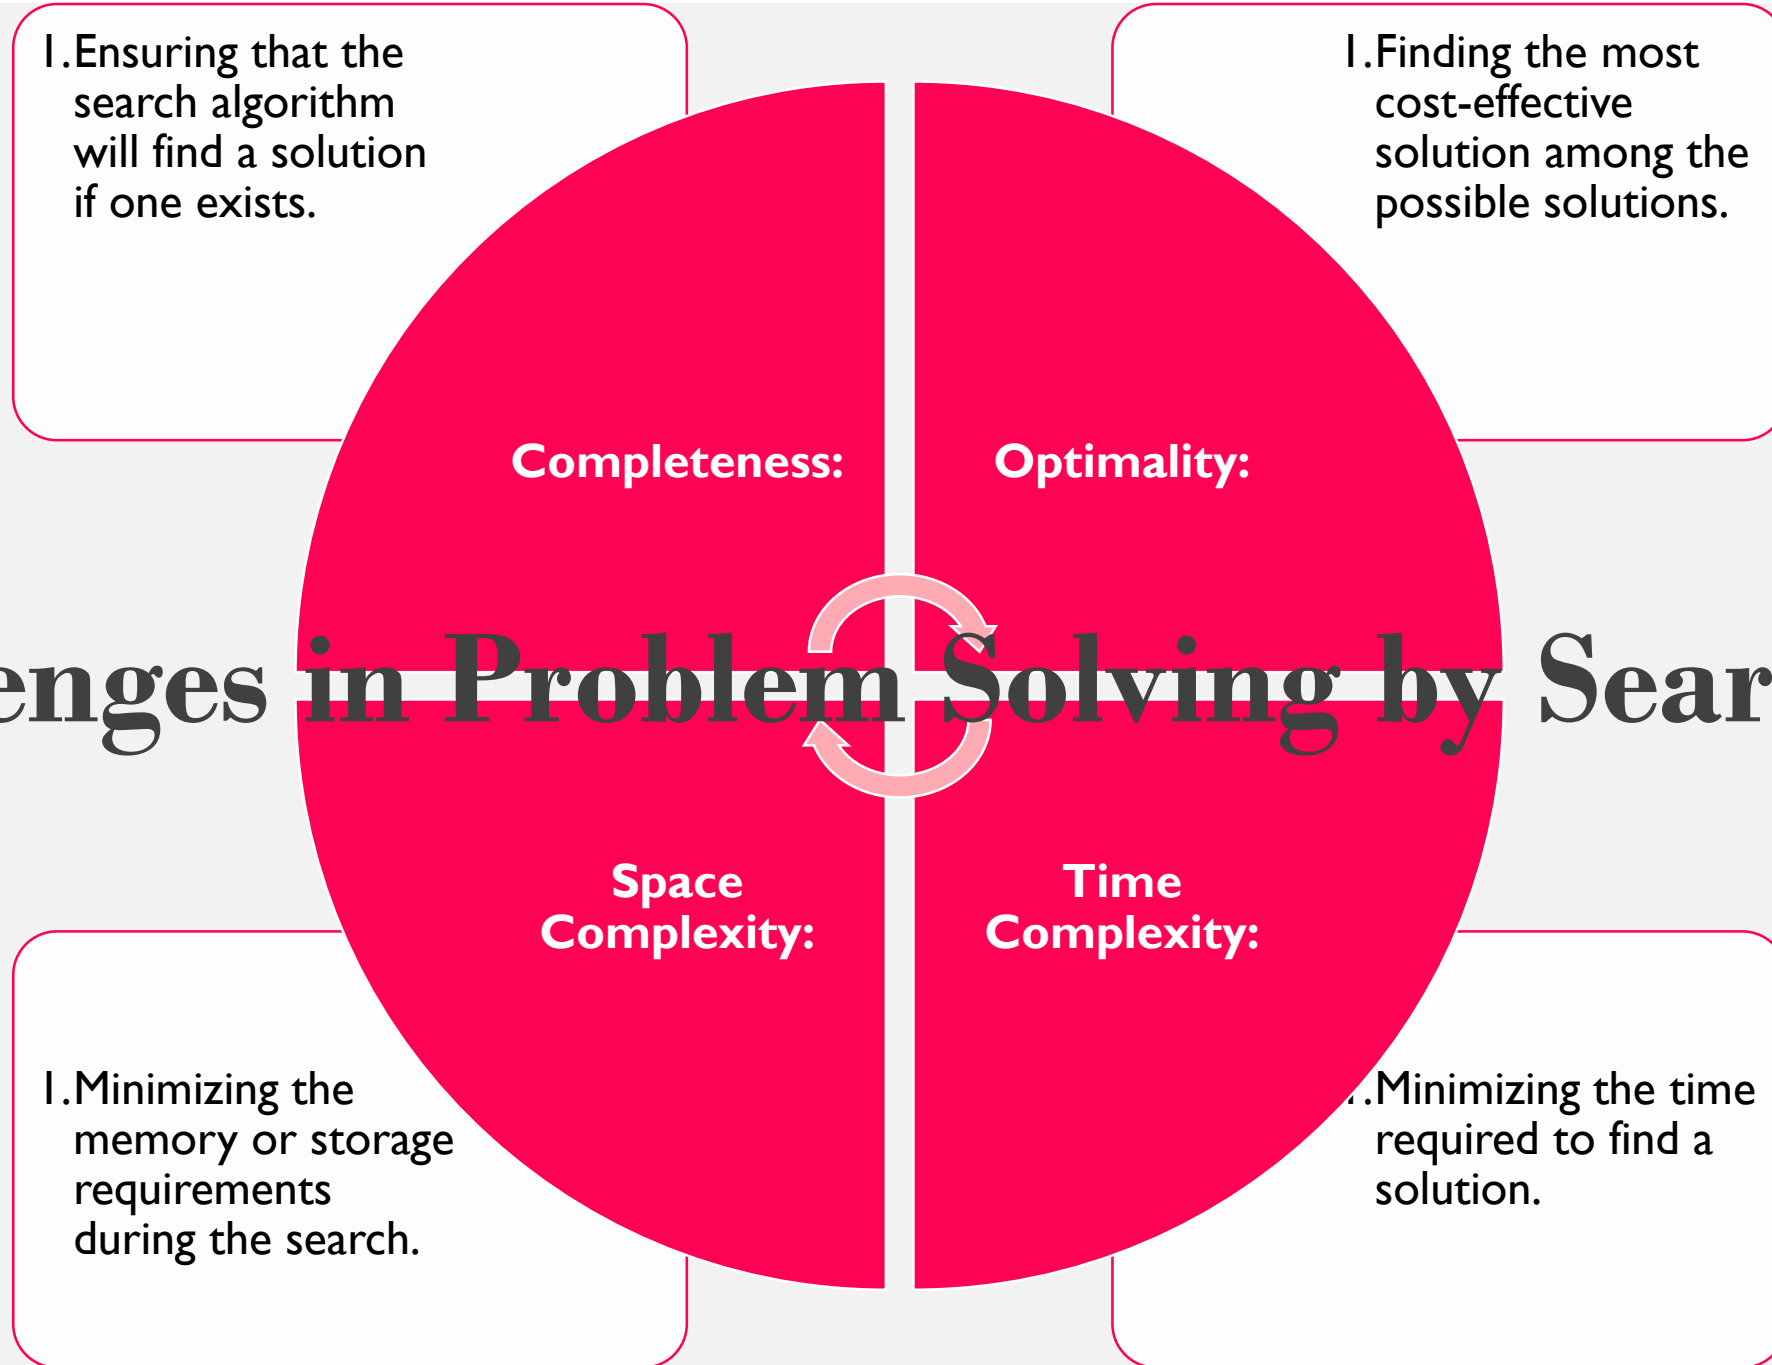 1.Ensuring that the
search algorithm
will find a solution
if one exists.
1.Finding the most
cost-effective
solution among the
possible solutions.
Completeness:
Optimality:
enges in Problem Solving by Sear
Space
Complexity:
Time
Complexity:
1.Minimizing the
memory or storage
requirements
during the search.
1.Minimizing the time
required to find a
solution.